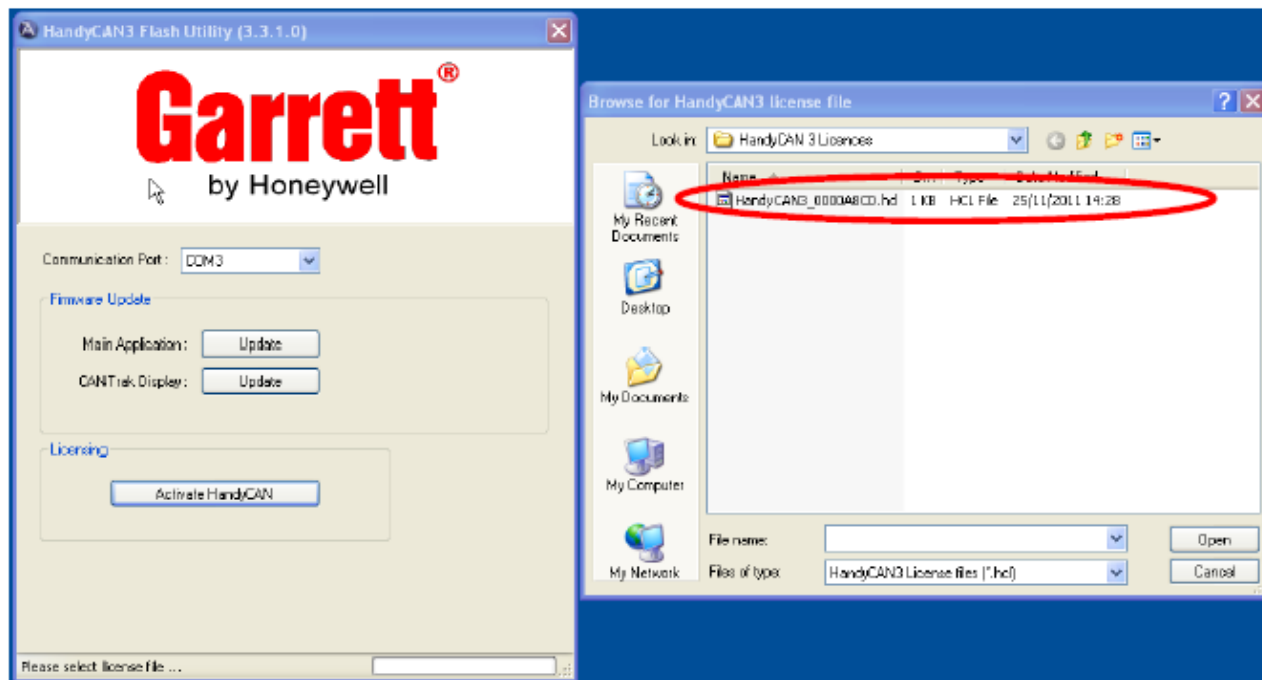 HandyCAN3 Flash Utility (3.3.1.0)
Garrett®
by Honeywell
Communication Port: COM3
Firmware Update
Main Application: Update
CANTrak Display: Update
Licensing
Activate HandyCAN
Please select license file ...
Browse for HandyCAN3 license file
Look in: HandyCAN 3 Licences
Name Type Date Modified
HandyCAN3_0000A8CD.hcl 1 KB HCL File 25/11/2011 14:28
My Recent
Documents
Desktop
My Documents
My Computer
My Network
File name: Open
Files of type: HandyCAN3 License files (*.hcl) Cancel